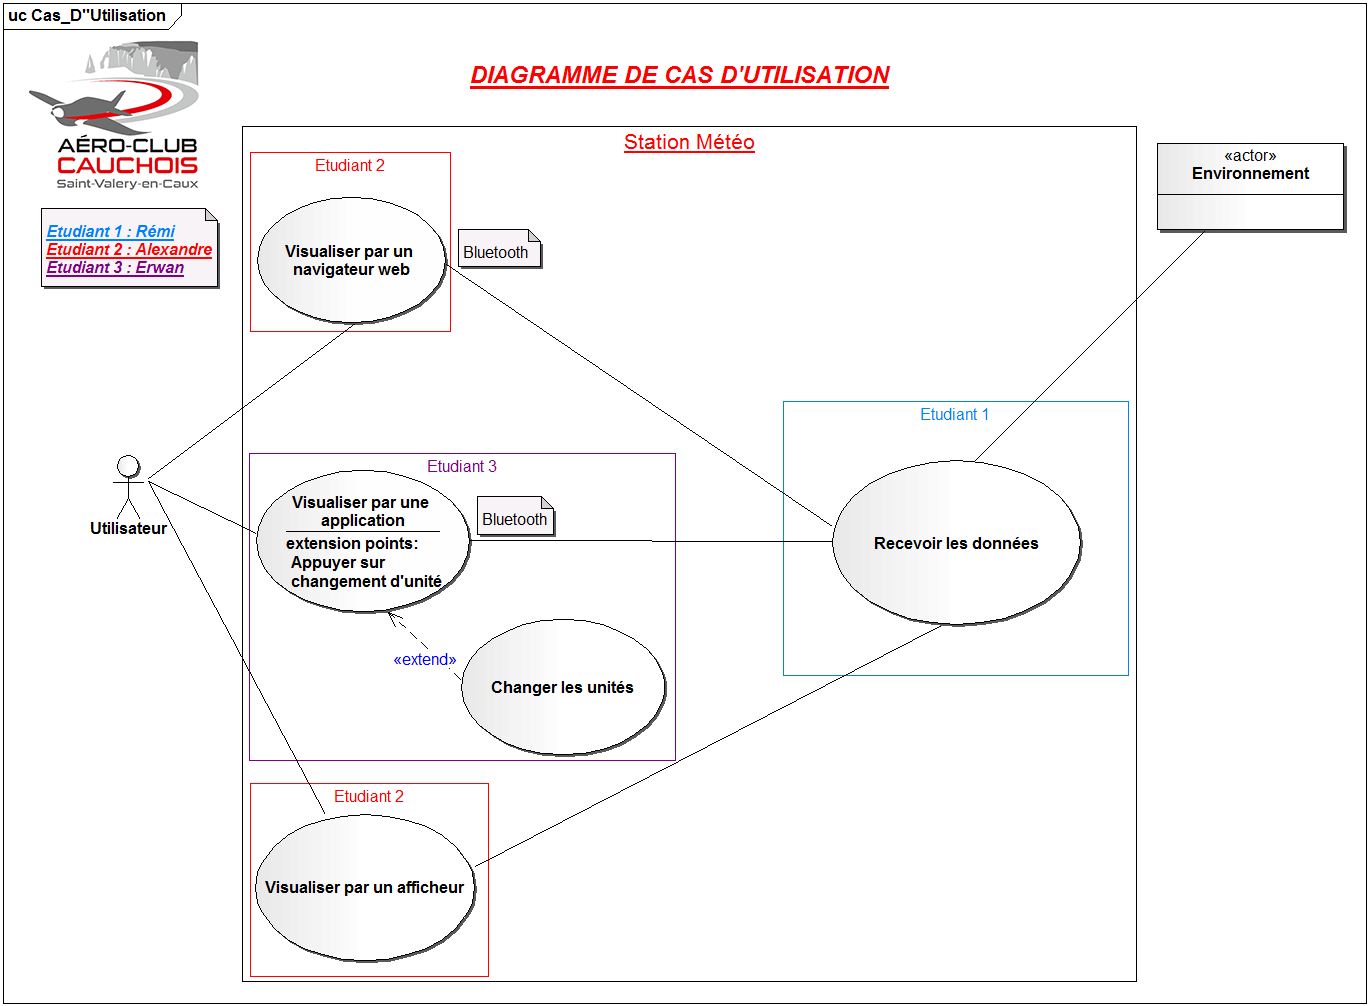 uc Cas_D"Utilisation
DIAGRAMME DE CAS D'UTILISATION
AÉRO-CLUB
CAUCHOIS
Saint-Valery-en-Caux
Etudiant 1 : Rémi
Etudiant 2 : Alexandre
Etudiant 3 : Erwan
Station Météo
«actor»
Environnement
Etudiant 2
Visualiser par un
navigateur web
Bluetooth
Etudiant 1
Recevoir les données
Utilisateur
Etudiant 3
Visualiser par une
application
extension points:
Appuyer sur
changement d'unité
Bluetooth
«extend»
Changer les unités
Etudiant 2
Visualiser par un afficheur